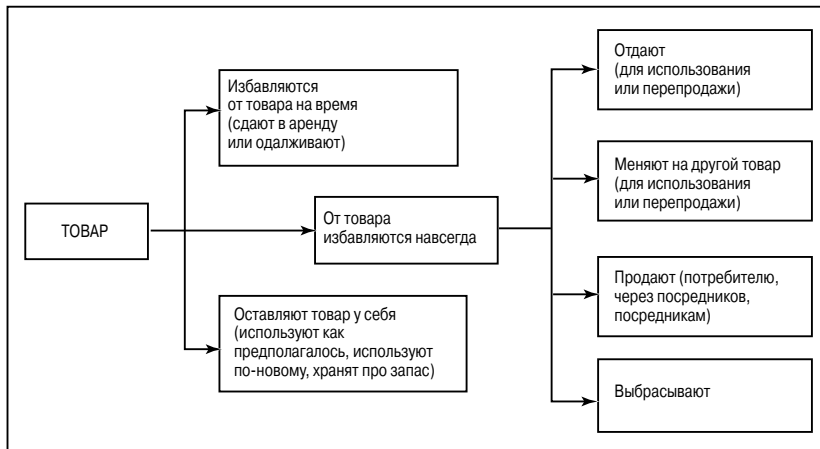 ТОВАР
Избавляются
от товара на время
(сдают в аренду
или одалживают)
От товара
избавляются навсегда
Оставляют товар у себя
(используют как
предполагалось, используют
по-новому, хранят про запас)
Отдают
(для использования
или перепродажи)
Меняют на другой товар
(для использования
или перепродажи)
Продают (потребителю,
через посредников,
посредникам)
Выбрасывают